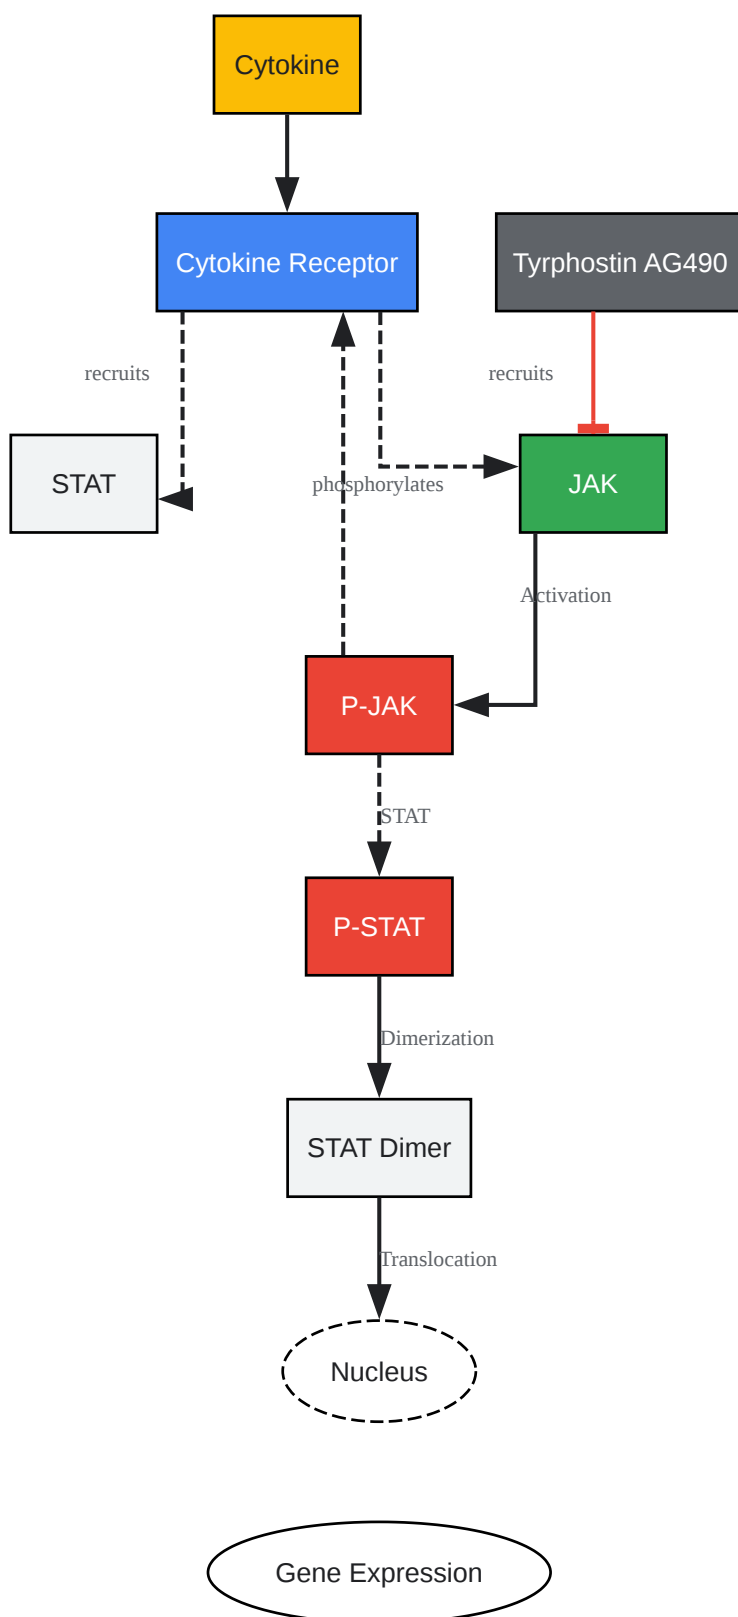 Cytokine
Cytokine Receptor
Tyrphostin AG490
recruits
recruits
STAT
phosphorylates
JAK
Activation
P-JAK
STAT
P-STAT
Dimerization
STAT Dimer
Translocation
Nucleus
Gene Expression